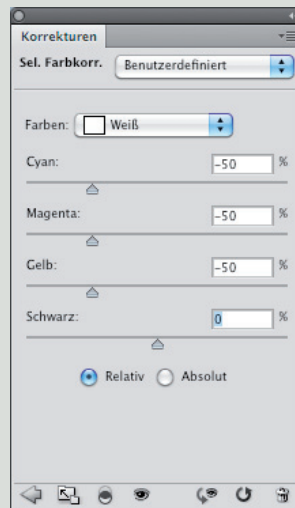 Korrekturen
Sel. Farbkorr. Benutzerdefiniert
Farben: Weiß
Cyan: -50 %
Magenta: -50 %
Gelb: -50 %
Schwarz: 0 %
Relativ Absolut